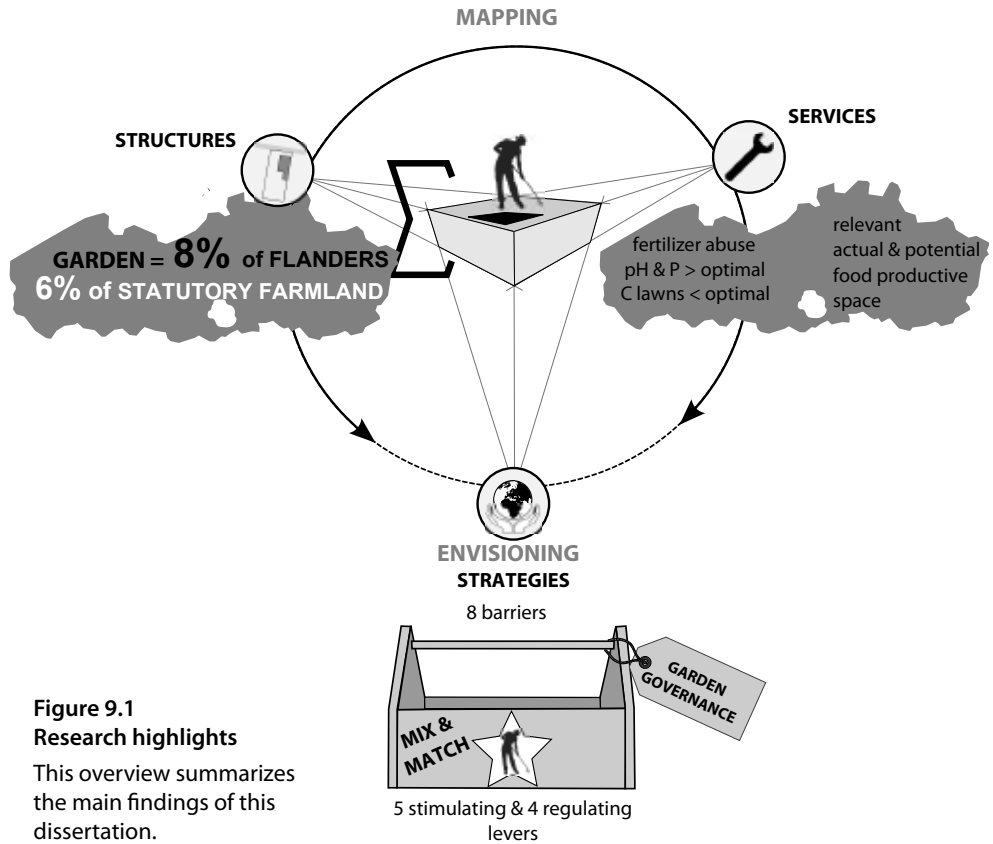 MAPPING
STRUCTURES
SERVICES
GARDEN = 8% of FLANDERS
6% of STATUTORY FARMLAND
fertilizer abuse
pH & P > optimal
C lawns < optimal
relevant
actual & potential
food productive
space
ENVISIONING
STRATEGIES
8 barriers
GARDEN
GOVERNANCE
MIX &
MATCH
5 stimulating & 4 regulating
levers
Figure 9.1
Research highlights
This overview summarizes
the main findings of this
dissertation.